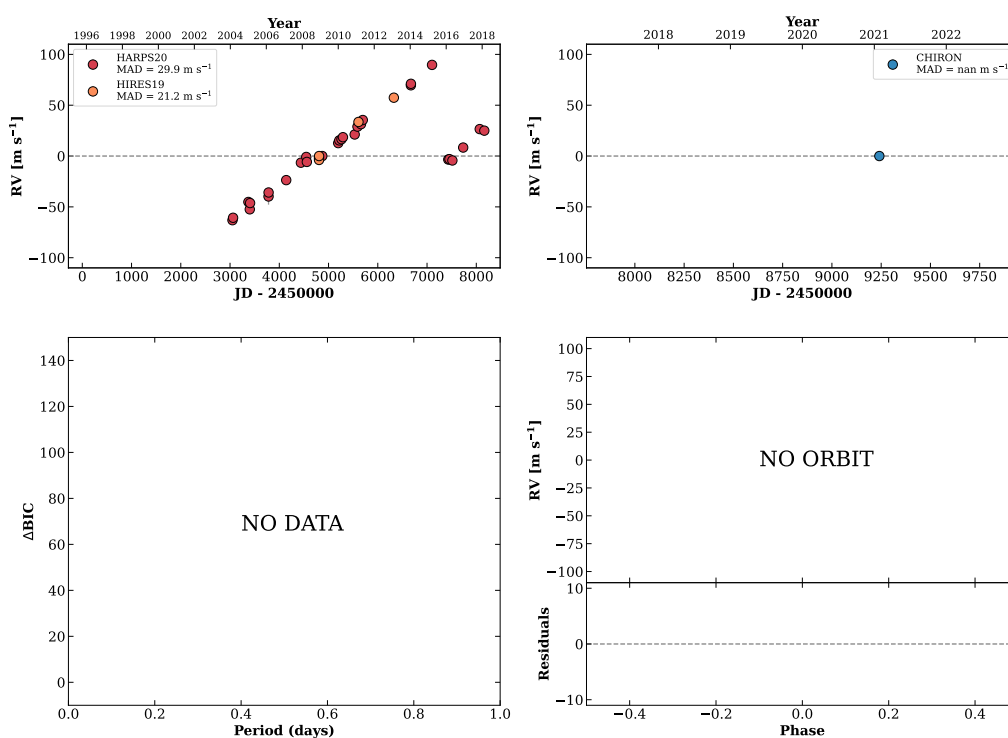 Year
1996 1998 2000 2002 2004 2006 2008 2010 2012 2014 2016 2018
HARPS20
MAD = 29.9 m s⁻¹
HIRES19
MAD = 21.2 m s⁻¹
100
50
0
−50
−100
RV [m s⁻¹]
0 1000 2000 3000 4000 5000 6000 7000 8000
JD - 2450000
Year
2018 2019 2020 2021 2022
CHIRON
MAD = nan m s⁻¹
100
50
0
−50
−100
RV [m s⁻¹]
8000 8250 8500 8750 9000 9250 9500 9750
JD - 2450000
140
120
100
80
60
40
20
0
ΔBIC
NO DATA
0.0 0.2 0.4 0.6 0.8 1.0
Period (days)
100
75
50
25
0
−25
−50
−75
−100
RV [m s⁻¹]
NO ORBIT
10
0
−10
Residuals
−0.4 −0.2 0.0 0.2 0.4
Phase